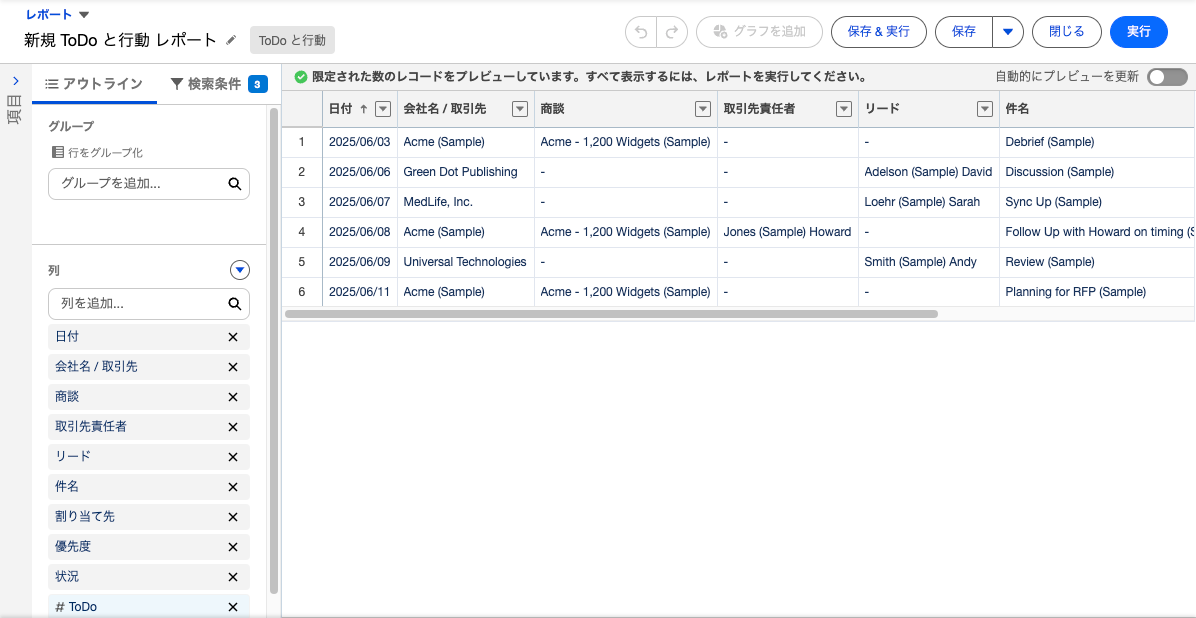 レポート
新規 ToDo と行動 レポート
ToDo と行動
グラフを追加
保存 & 実行
保存
閉じる
実行
項目
アウトライン
検索条件 3
グループ
行をグループ化
グループを追加...
列
列を追加...
日付
会社名 / 取引先
商談
取引先責任者
リード
件名
割り当て先
優先度
状況
# ToDo
限定された数のレコードをプレビューしています。すべて表示するには、レポートを実行してください。
自動的にプレビューを更新
日付 ↑ 会社名 / 取引先 商談 取引先責任者 リード 件名
1 2025/06/03 Acme (Sample) Acme - 1,200 Widgets (Sample) - - Debrief (Sample)
2 2025/06/06 Green Dot Publishing - - Adelson (Sample) David Discussion (Sample)
3 2025/06/07 MedLife, Inc. - - Loehr (Sample) Sarah Sync Up (Sample)
4 2025/06/08 Acme (Sample) Acme - 1,200 Widgets (Sample) Jones (Sample) Howard - Follow Up with Howard on timing (S
5 2025/06/09 Universal Technologies - - Smith (Sample) Andy Review (Sample)
6 2025/06/11 Acme (Sample) Acme - 1,200 Widgets (Sample) - - Planning for RFP (Sample)